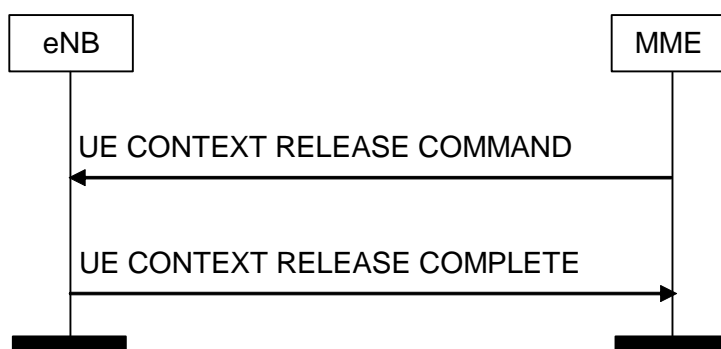 eNB
MME
UE CONTEXT RELEASE COMMAND
UE CONTEXT RELEASE COMPLETE